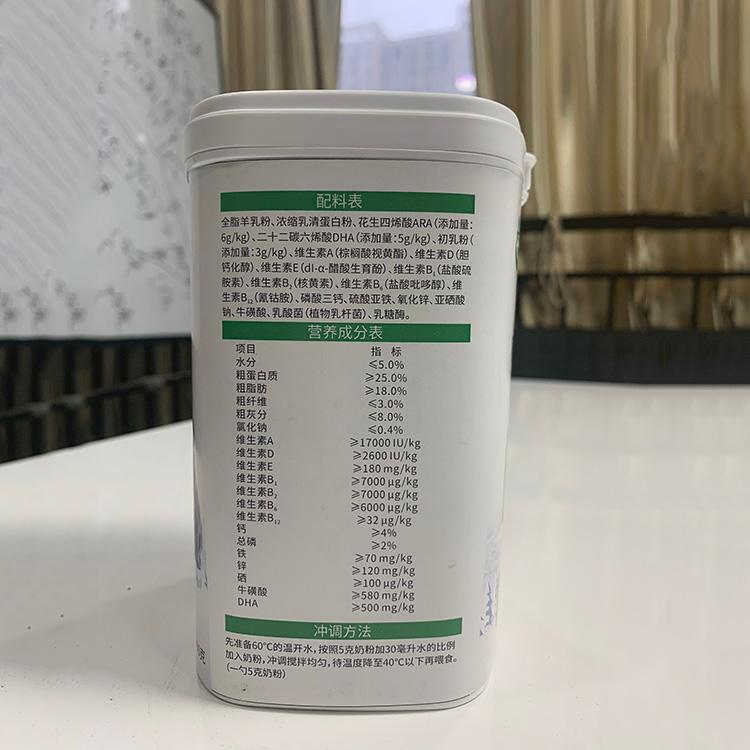 配料表
全脂羊乳粉、浓缩乳清蛋白粉、花生四烯酸ARA(添加量:
6g/kg)、二十二碳六烯酸DHA(添加量:5g/kg)、初乳粉(
添加量:3g/kg)、维生素A(棕榈酸视黄酯)、维生素D(胆
钙化醇)、维生素E(dl-α-醋酸生育酚)、维生素B₁(盐酸硫
胺素)、维生素B₂(核黄素)、维生素B₆(盐酸吡哆醇)、维
生素B₁₂(氰钴胺)、磷酸三钙、硫酸亚铁、氧化锌、亚硒酸
钠、牛磺酸、乳酸菌(植物乳杆菌)、乳糖酶。
营养成分表
项目 指 标
水分 ≤5.0%
粗蛋白质 ≥25.0%
粗脂肪 ≥18.0%
粗纤维 ≤3.0%
粗灰分 ≤8.0%
氯化钠 ≤0.4%
维生素A ≥17000 IU/kg
维生素D ≥2600 IU/kg
维生素E ≥180 mg/kg
维生素B₁ ≥7000 μg/kg
维生素B₂ ≥7000 μg/kg
维生素B₆ ≥6000 μg/kg
维生素B₁₂ ≥32 μg/kg
钙 ≥4%
总磷 ≥2%
铁 ≥70 mg/kg
锌 ≥120 mg/kg
硒 ≥100 μg/kg
牛磺酸 ≥580 mg/kg
DHA ≥500 mg/kg
冲调方法
先准备60°C的温开水，按照5克奶粉加30毫升水的比例
加入奶粉，冲调搅拌均匀，待温度降至40°C以下再喂食。
(一勺5克奶粉)
克